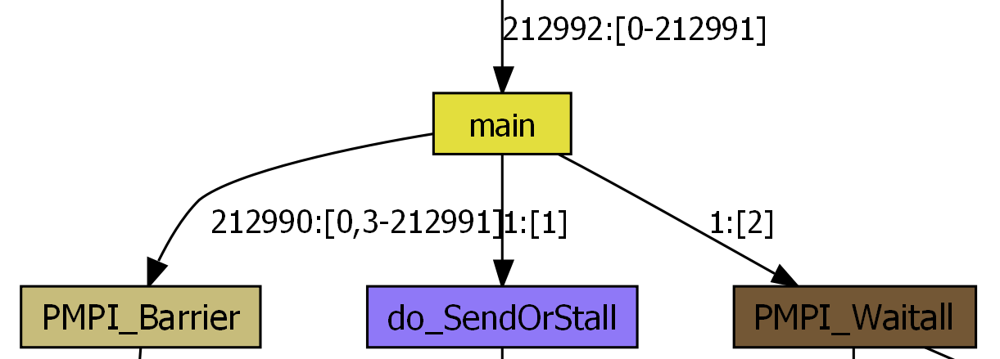 212992:[0-212991]
main
212990:[0,3-212991]
1:[1]
1:[2]
PMPI_Barrier
do_SendOrStall
PMPI_Waitall